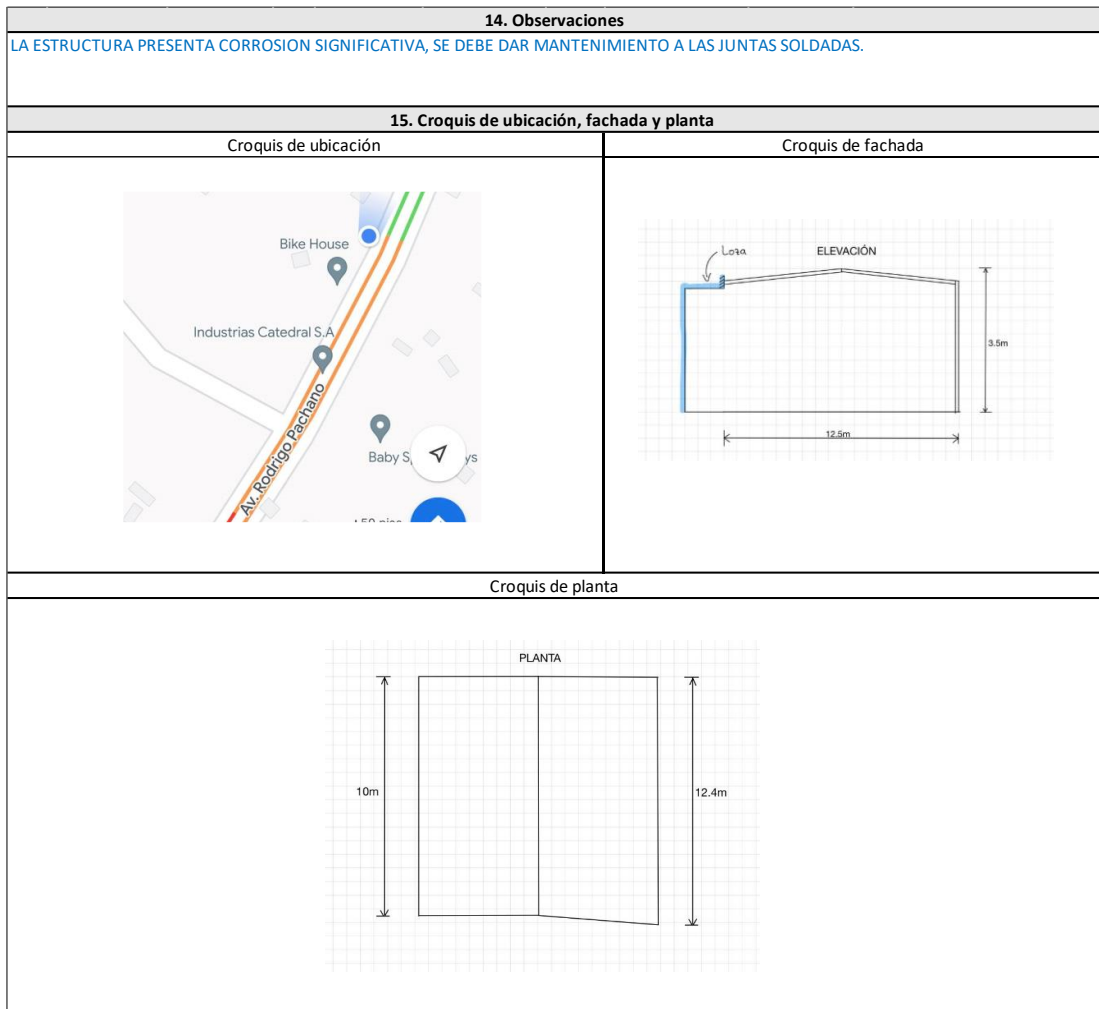 14. Observaciones
LA ESTRUCTURA PRESENTA CORROSION SIGNIFICATIVA, SE DEBE DAR MANTENIMIENTO A LAS JUNTAS SOLDADAS.
15. Croquis de ubicación, fachada y planta
Croquis de ubicación
Croquis de fachada
Bike House
Industrias Catedral S.A
Av. Rodrigo Pachano
Baby S
ys
Loza
ELEVACIÓN
3.5m
12.5m
Croquis de planta
PLANTA
10m
12.4m